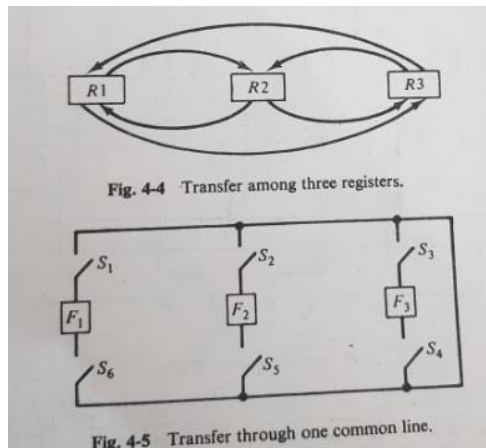 R1
R2
R3
Fig. 4-4 Transfer among three registers.
S1
S2
S3
F1
F2
F3
S6
S5
S4
Fig. 4-5 Transfer through one common line.